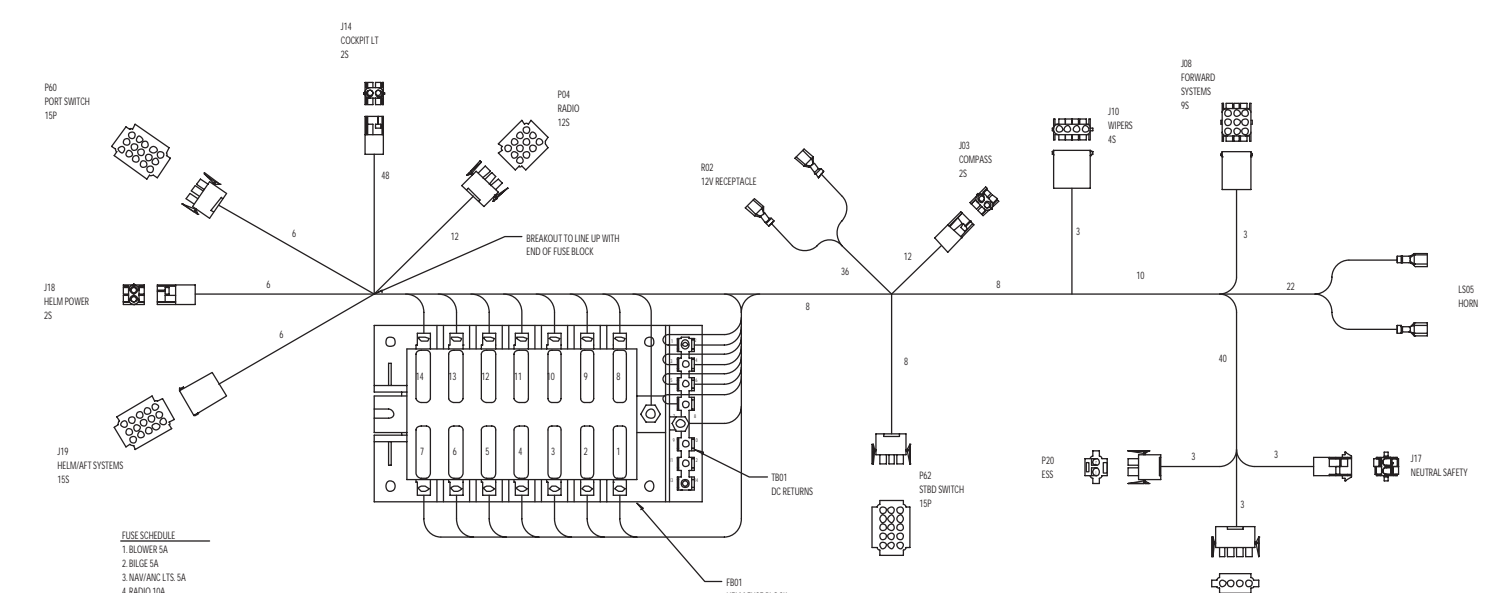 J14
COCKPIT LT
2S
P60
PORT SWITCH
15P
P04
RADIO
12S
J08
FORWARD
SYSTEMS
9S
J10
WIPERS
4S
J03
COMPASS
2S
R02
12V RECEPTACLE
48
6
12
BREAKOUT TO LINE UP WITH
END OF FUSE BLOCK
36
12
3
3
J18
HELM POWER
2S
6
8
8
10
22
LS05
HORN
6
8
40
14
13
12
11
10
9
8
7
6
5
4
3
2
1
J19
HELM/AFT SYSTEMS
15S
TB01
DC RETURNS
P62
STBD SWITCH
15P
P20
ESS
3
3
J17
NEUTRAL SAFETY
3
FUSE SCHEDULE
1. BLOWER 5A
2. BILGE 5A
3. NAV/ANC LTS. 5A
4. RADIO 10A
FB01